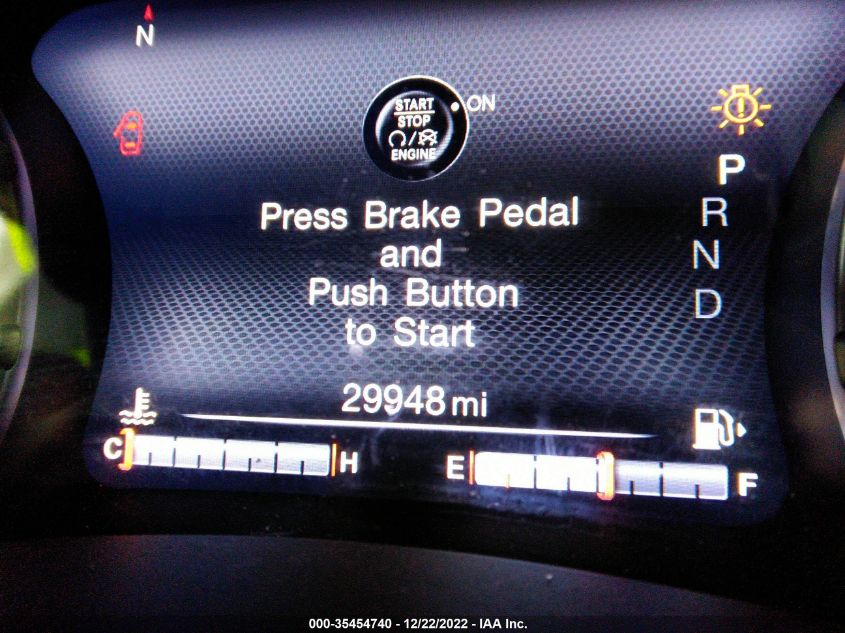 N
START
STOP
ENGINE
ON
P
R
N
D
Press Brake Pedal
and
Push Button
to Start
29948 mi
C H E F
000-35454740 - 12/22/2022 - IAA Inc.